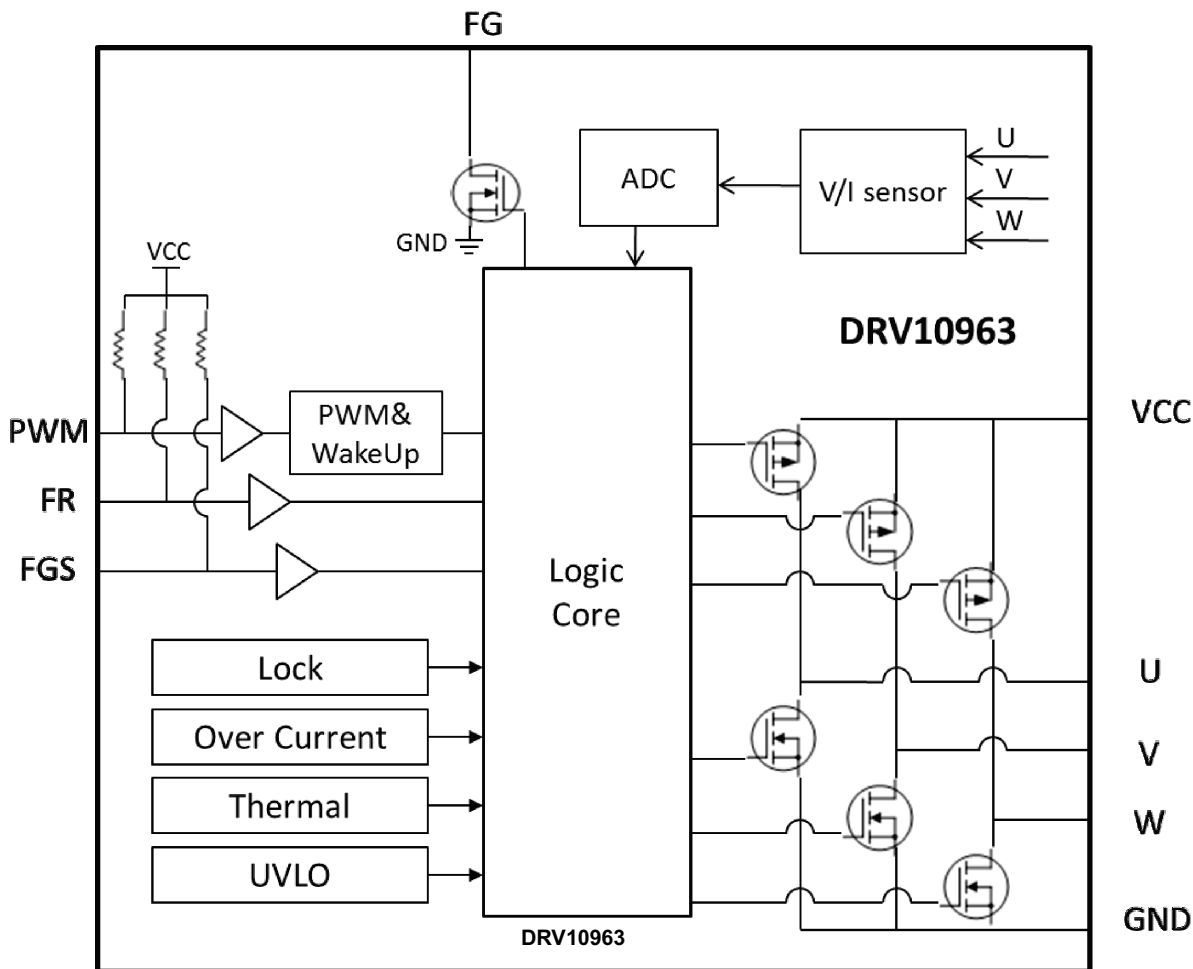 FG
U
ADC
V/I sensor
V
W
GND
VCC
DRV10963
PWM
PWM&
WakeUp
VCC
FR
FGS
Logic
Core
Lock
U
Over Current
V
Thermal
W
UVLO
GND
DRV10963